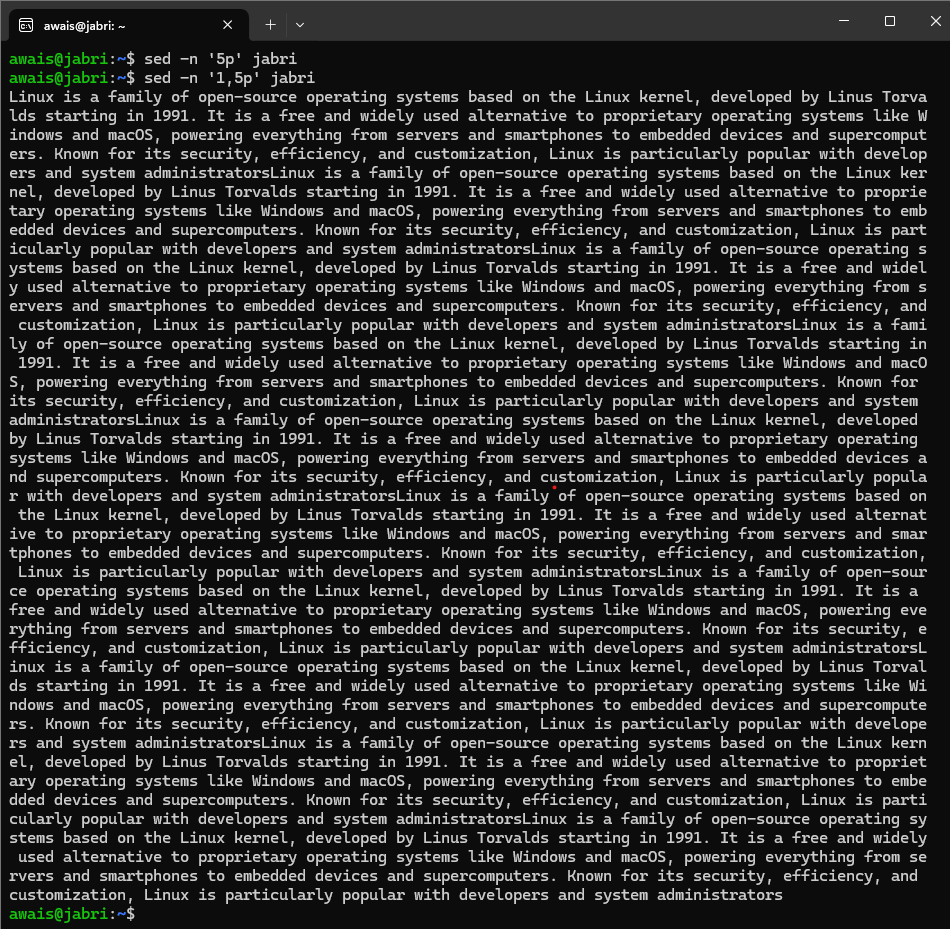 awais@jabri: ~
awais@jabri:~$ sed -n '5p' jabri
awais@jabri:~$ sed -n '1,5p' jabri
Linux is a family of open-source operating systems based on the Linux kernel, developed by Linus Torva
lds starting in 1991. It is a free and widely used alternative to proprietary operating systems like W
indows and macOS, powering everything from servers and smartphones to embedded devices and supercomput
ers. Known for its security, efficiency, and customization, Linux is particularly popular with develop
ers and system administratorsLinux is a family of open-source operating systems based on the Linux ker
nel, developed by Linus Torvalds starting in 1991. It is a free and widely used alternative to proprie
tary operating systems like Windows and macOS, powering everything from servers and smartphones to emb
edded devices and supercomputers. Known for its security, efficiency, and customization, Linux is part
icularly popular with developers and system administratorsLinux is a family of open-source operating s
ystems based on the Linux kernel, developed by Linus Torvalds starting in 1991. It is a free and widel
y used alternative to proprietary operating systems like Windows and macOS, powering everything from s
ervers and smartphones to embedded devices and supercomputers. Known for its security, efficiency, and
 customization, Linux is particularly popular with developers and system administratorsLinux is a fami
ly of open-source operating systems based on the Linux kernel, developed by Linus Torvalds starting in
 1991. It is a free and widely used alternative to proprietary operating systems like Windows and macO
S, powering everything from servers and smartphones to embedded devices and supercomputers. Known for
its security, efficiency, and customization, Linux is particularly popular with developers and system
administratorsLinux is a family of open-source operating systems based on the Linux kernel, developed
by Linus Torvalds starting in 1991. It is a free and widely used alternative to proprietary operating
systems like Windows and macOS, powering everything from servers and smartphones to embedded devices a
nd supercomputers. Known for its security, efficiency, and customization, Linux is particularly popula
r with developers and system administratorsLinux is a family of open-source operating systems based on
 the Linux kernel, developed by Linus Torvalds starting in 1991. It is a free and widely used alternat
ive to proprietary operating systems like Windows and macOS, powering everything from servers and smar
tphones to embedded devices and supercomputers. Known for its security, efficiency, and customization,
 Linux is particularly popular with developers and system administratorsLinux is a family of open-sour
ce operating systems based on the Linux kernel, developed by Linus Torvalds starting in 1991. It is a
free and widely used alternative to proprietary operating systems like Windows and macOS, powering eve
rything from servers and smartphones to embedded devices and supercomputers. Known for its security, e
fficiency, and customization, Linux is particularly popular with developers and system administratorsL
inux is a family of open-source operating systems based on the Linux kernel, developed by Linus Torval
ds starting in 1991. It is a free and widely used alternative to proprietary operating systems like Wi
ndows and macOS, powering everything from servers and smartphones to embedded devices and supercompute
rs. Known for its security, efficiency, and customization, Linux is particularly popular with develope
rs and system administratorsLinux is a family of open-source operating systems based on the Linux kern
el, developed by Linus Torvalds starting in 1991. It is a free and widely used alternative to propriet
ary operating systems like Windows and macOS, powering everything from servers and smartphones to embe
dded devices and supercomputers. Known for its security, efficiency, and customization, Linux is parti
cularly popular with developers and system administratorsLinux is a family of open-source operating sy
stems based on the Linux kernel, developed by Linus Torvalds starting in 1991. It is a free and widely
 used alternative to proprietary operating systems like Windows and macOS, powering everything from se
rvers and smartphones to embedded devices and supercomputers. Known for its security, efficiency, and
customization, Linux is particularly popular with developers and system administrators
awais@jabri:~$